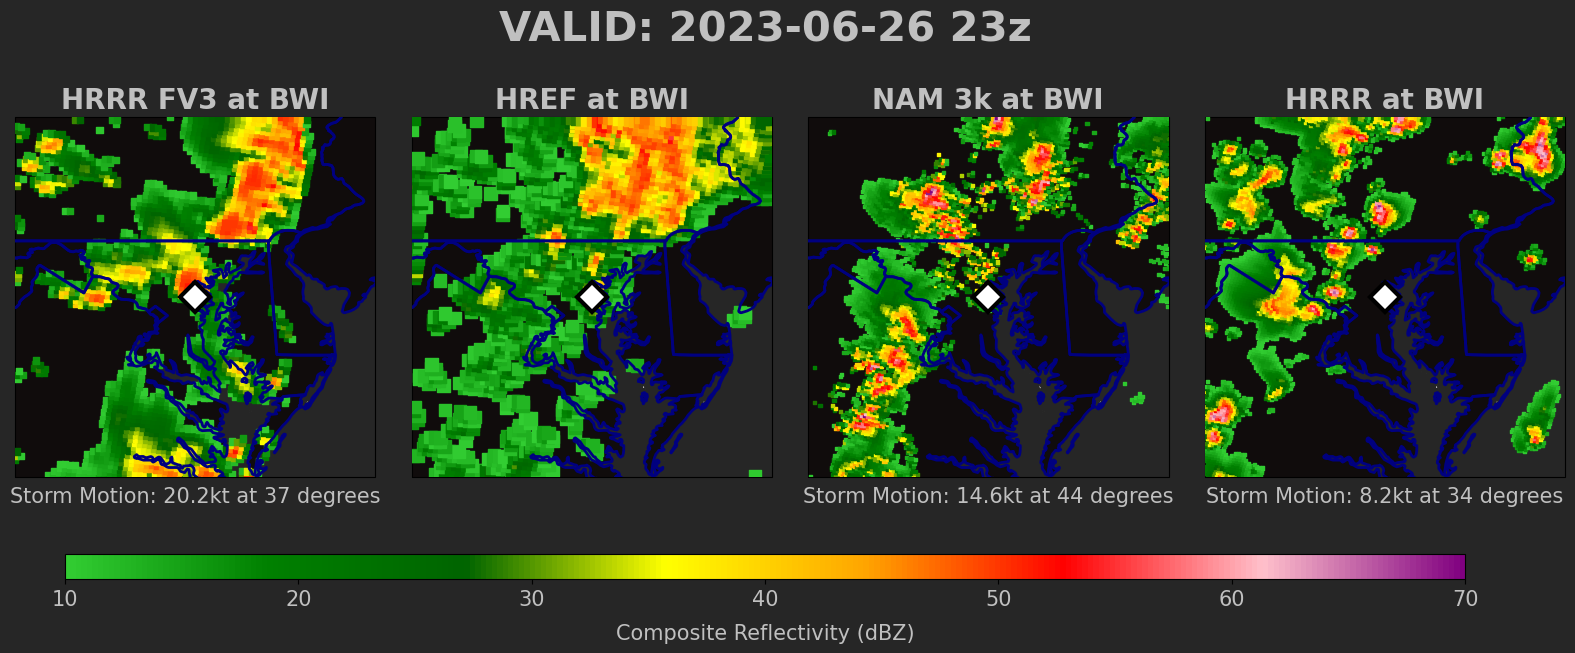 VALID: 2023-06-26 23z
HRRR FV3 at BWI
HREF at BWI
NAM 3k at BWI
HRRR at BWI
Storm Motion: 20.2kt at 37 degrees
Storm Motion: 14.6kt at 44 degrees
Storm Motion: 8.2kt at 34 degrees
10 20 30 40 50 60 70
Composite Reflectivity (dBZ)